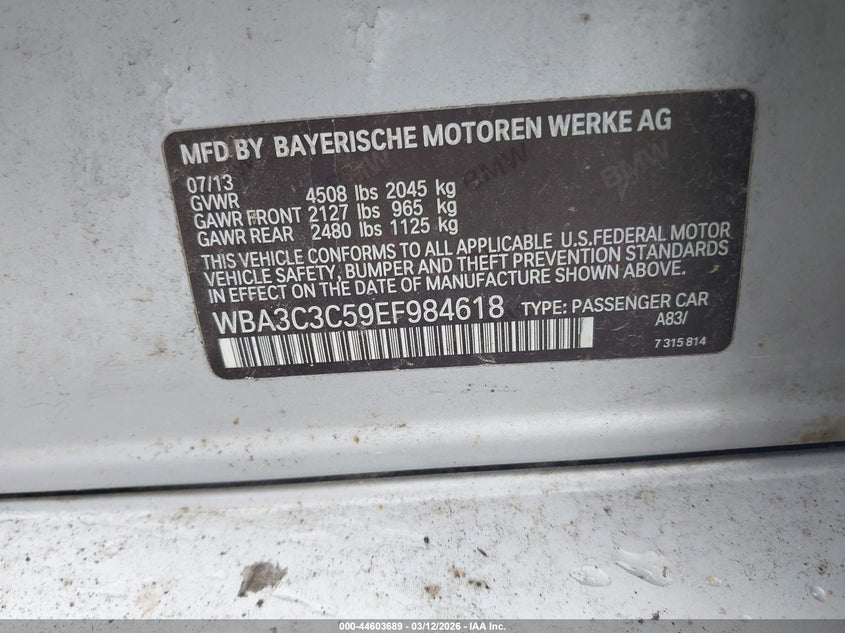 MFD BY BAYERISCHE MOTOREN WERKE AG
07/13
GVWR 4508 lbs 2045 kg
GAWR FRONT 2127 lbs 965 kg
GAWR REAR 2480 lbs 1125 kg
THIS VEHICLE CONFORMS TO ALL APPLICABLE U.S.FEDERAL MOTOR
VEHICLE SAFETY, BUMPER AND THEFT PREVENTION STANDARDS
IN EFFECT ON THE DATE OF MANUFACTURE SHOWN ABOVE.
WBA3C3C59EF984618 TYPE: PASSENGER CAR
A83/
7 315 814
BMW
BMW
000-44603689 - 03/12/2026 - IAA Inc.